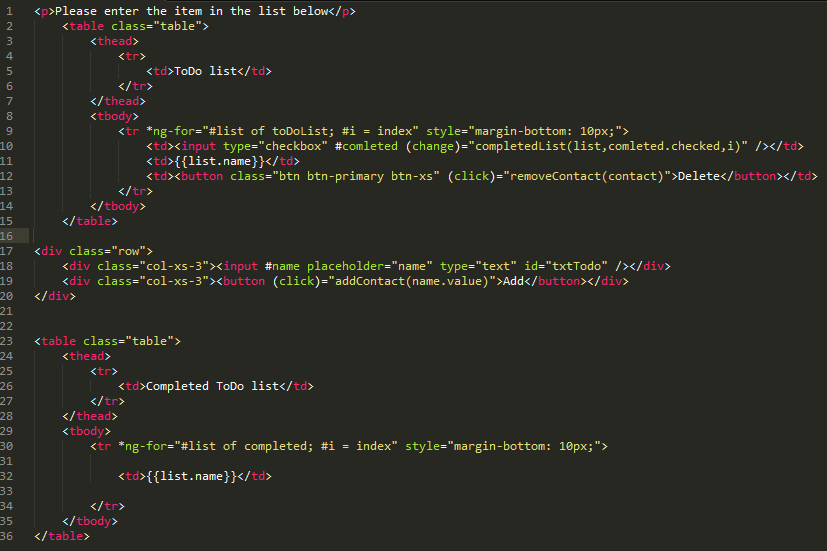 1 <p>Please enter the item in the list below</p>
2 <table class="table">
3 <thead>
4 <tr>
5 <td>ToDo list</td>
6 </tr>
7 </thead>
8 <tbody>
9 <tr *ng-for="#list of toDoList; #i = index" style="margin-bottom: 10px;">
10 <td><input type="checkbox" #comleted (change)="completedList(list,comleted.checked,i)" /></td>
11 <td>{{list.name}}</td>
12 <td><button class="btn btn-primary btn-xs" (click)="removeContact(contact)">Delete</button></td>
13 </tr>
14 </tbody>
15 </table>
16
17 <div class="row">
18 <div class="col-xs-3"><input #name placeholder="name" type="text" id="txtTodo" /></div>
19 <div class="col-xs-3"><button (click)="addContact(name.value)">Add</button></div>
20 </div>
21
22
23 <table class="table">
24 <thead>
25 <tr>
26 <td>Completed ToDo list</td>
27 </tr>
28 </thead>
29 <tbody>
30 <tr *ng-for="#list of completed; #i = index" style="margin-bottom: 10px;">
31
32 <td>{{list.name}}</td>
33
34 </tr>
35 </tbody>
36 </table>